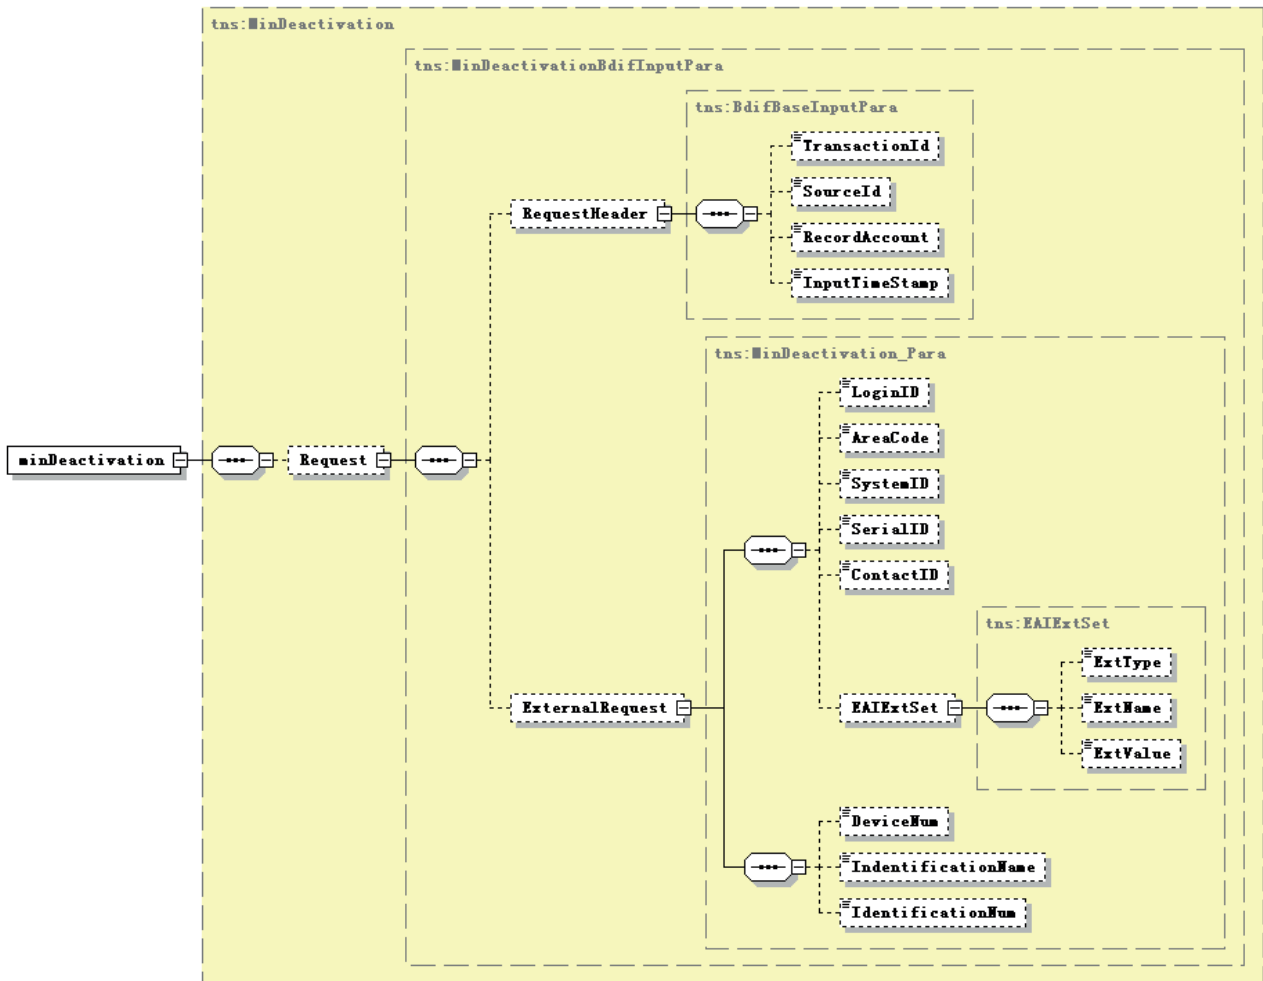 tns:MinDeactivation
tns:MinDeactivationBdifInputPara
tns:BdifBaseInputPara
TransactionId
SourceId
RequestHeader
RecordAccount
InputTimeStamp
tns:MinDeactivation_Para
LoginID
AreaCode
minDeactivation
Request
SystemID
SerialID
ContactID
tns:EAIExtSet
ExtType
ExternalRequest
EAIExtSet
ExtName
ExtValue
DeviceNum
IndentificationName
IdentificationNum